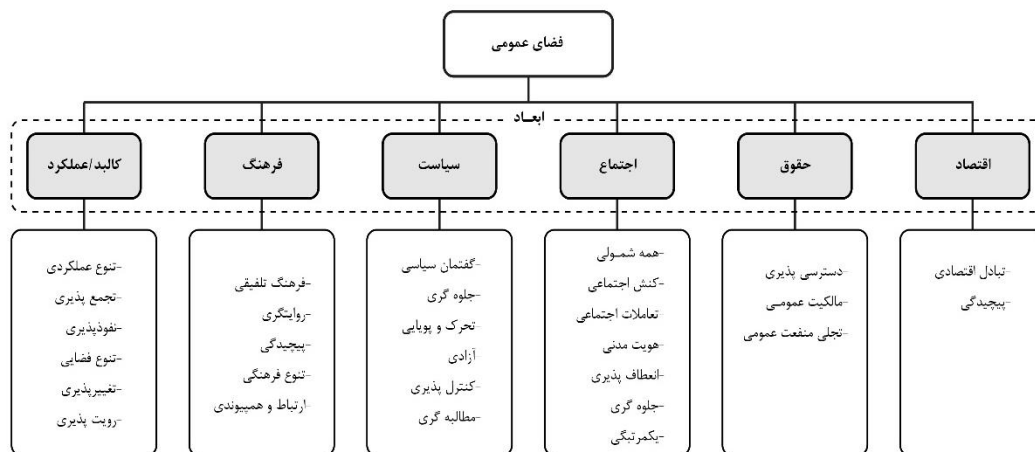 فضای عمومی
ابعـاد
اقتصاد
حقوق
اجتماع
سیاست
فرهنگ
کالبد/عملکرد
-تبادل اقتصادی
-پیچیدگی
-دسترسی پذیری
-مالکیت عمومـی
-تجلی منفعت عمومی
-همه شمـولی
-کنش اجتماعی
تعاملات اجتماعی
-هویت مدنی
-انعطاف پذیری
-جلوه گری
-یکمرتبگی
-گفتمان سیاسی
-جلوه گری
تحرک و پویایی
آزادی
-کنترل پذیری
-مطالبه گری
-فرهنگ تلفیقی
-روایتگری
-پیچیدگی
-تنوع فرهنگی
-ارتباط و همپیوندی
-تنوع عملکردی
-تجمع پذیری
-نفوذپذیری
-تنوع فضایی
-تغییرپذیری
-رویت پذیری